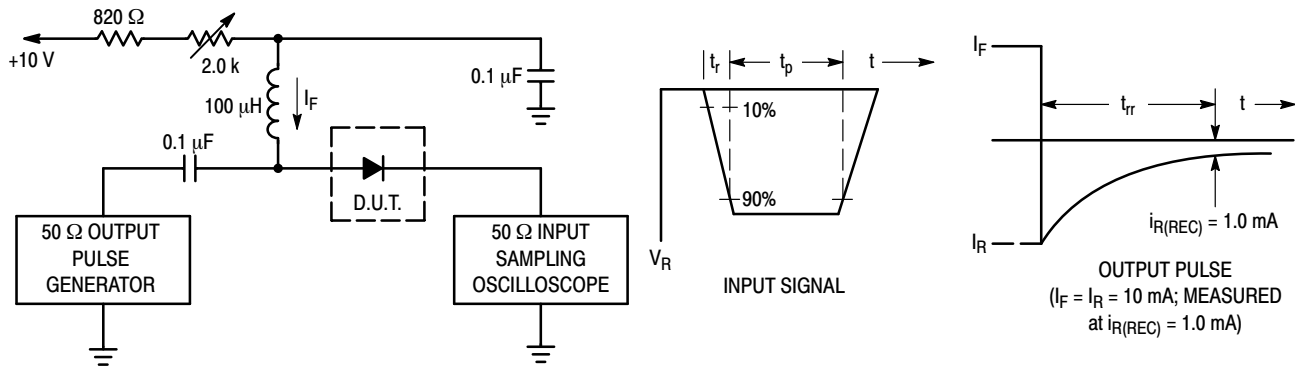 820 Ω
+10 V
2.0 k
100 μH
I_F
0.1 μF
0.1 μF
D.U.T.
50 Ω OUTPUT
PULSE
GENERATOR
50 Ω INPUT
SAMPLING
OSCILLOSCOPE
t_r
t_p
t
10%
90%
V_R
INPUT SIGNAL
I_F
t_rr
t
I_R
i_R(REC) = 1.0 mA
OUTPUT PULSE
(I_F = I_R = 10 mA; MEASURED
at i_R(REC) = 1.0 mA)